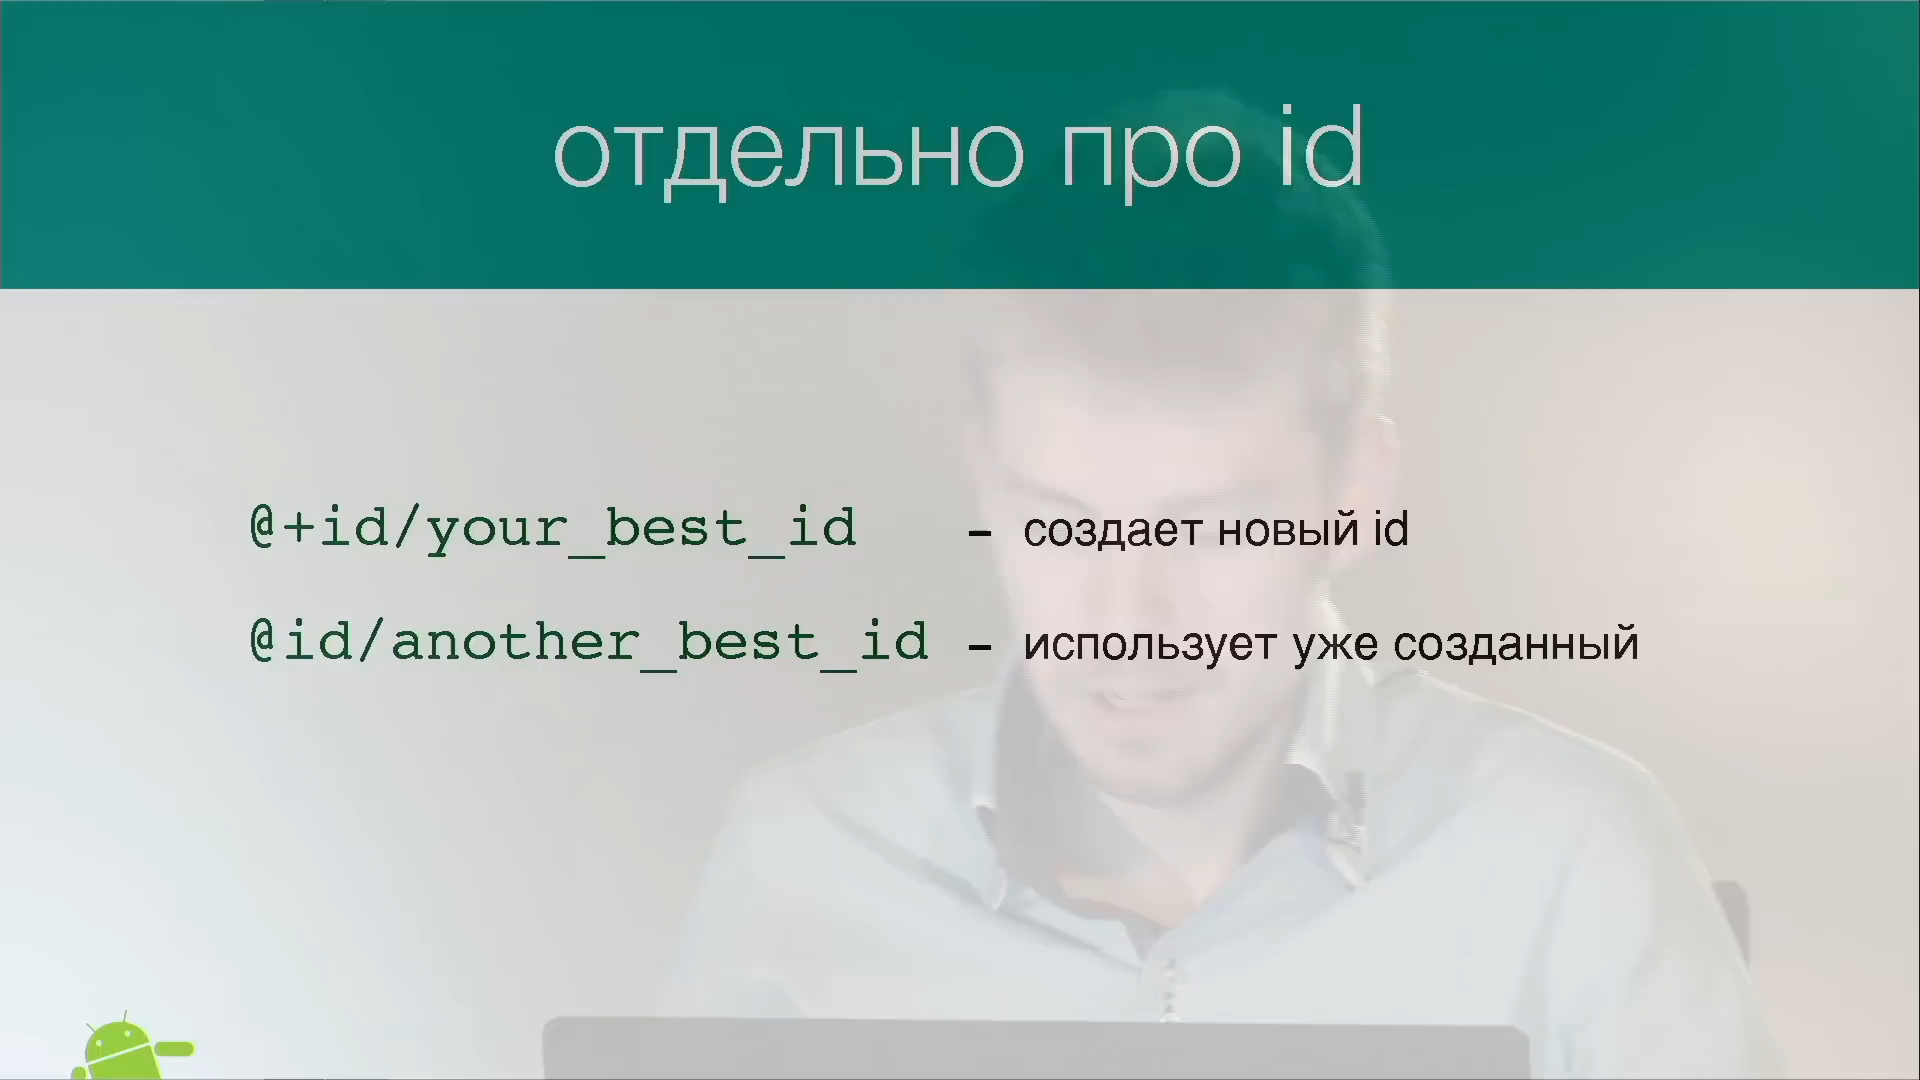 отдельно про id
@+id/your_best_id – создает новый id
@id/another_best_id – использует уже созданный